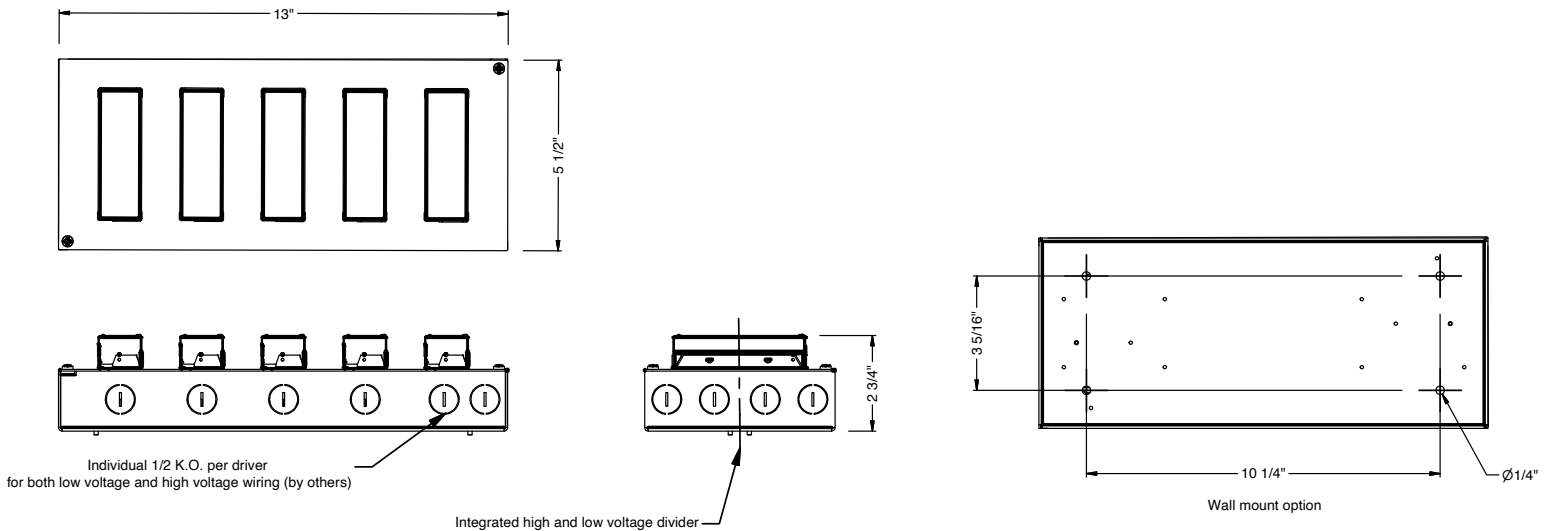 13"
5 1/2"
3 5/16"
2 3/4"
Individual 1/2 K.O. per driver
for both low voltage and high voltage wiring (by others)
10 1/4"
Ø1/4"
Wall mount option
Integrated high and low voltage divider